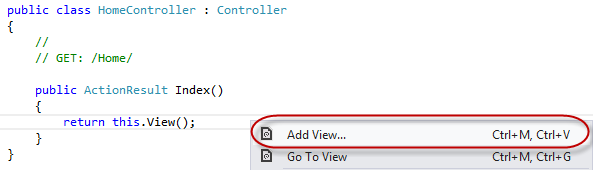 public class HomeController : Controller
{
//
// GET: /Home/
public ActionResult Index()
{
return this.View();
}
}
Add View... Ctrl+M, Ctrl+V
Go To View Ctrl+M, Ctrl+G